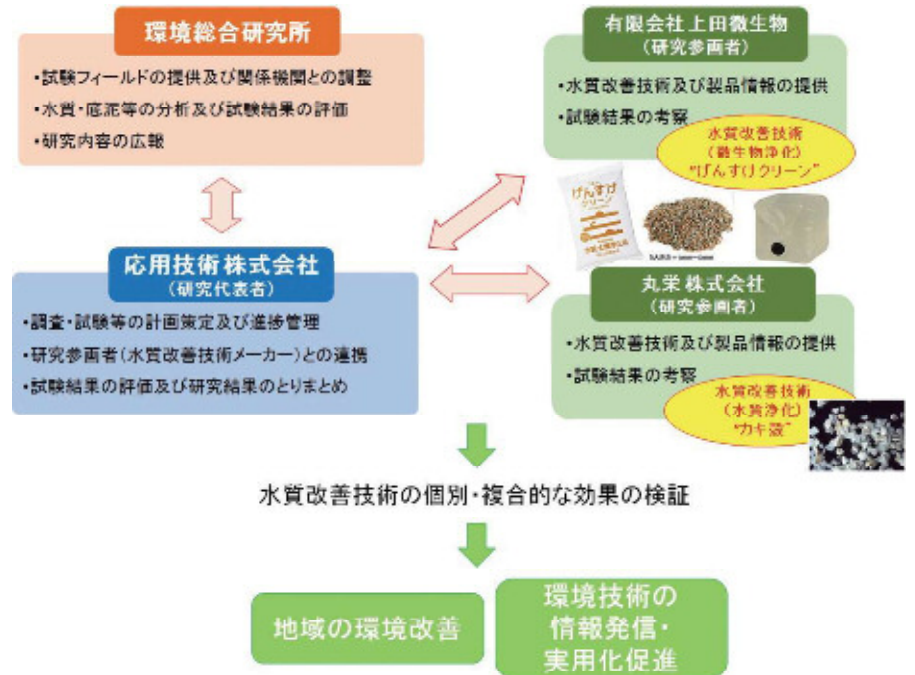 環境総合研究所
・試験フィールドの提供及び関係機関との調整
・水質・底泥等の分析及び試験結果の評価
・研究内容の広報
有限会社上田微生物
(研究参画者)
・水質改善技術及び製品情報の提供
・試験結果の考察
水質改善技術
(微生物浄化)
"げんすけクリーン"
げんすけ
クリーン
応用技術株式会社
(研究代表者)
・調査・試験等の計画策定及び進捗管理
・研究参画者(水質改善技術メーカー)との連携
・試験結果の評価及び研究結果のとりまとめ
丸栄株式会社
(研究参画者)
・水質改善技術及び製品情報の提供
・試験結果の考察
水質改善技術
(水質浄化)
"カキ殻"
水質改善技術の個別・複合的な効果の検証
地域の環境改善
環境技術の
情報発信・
実用化促進